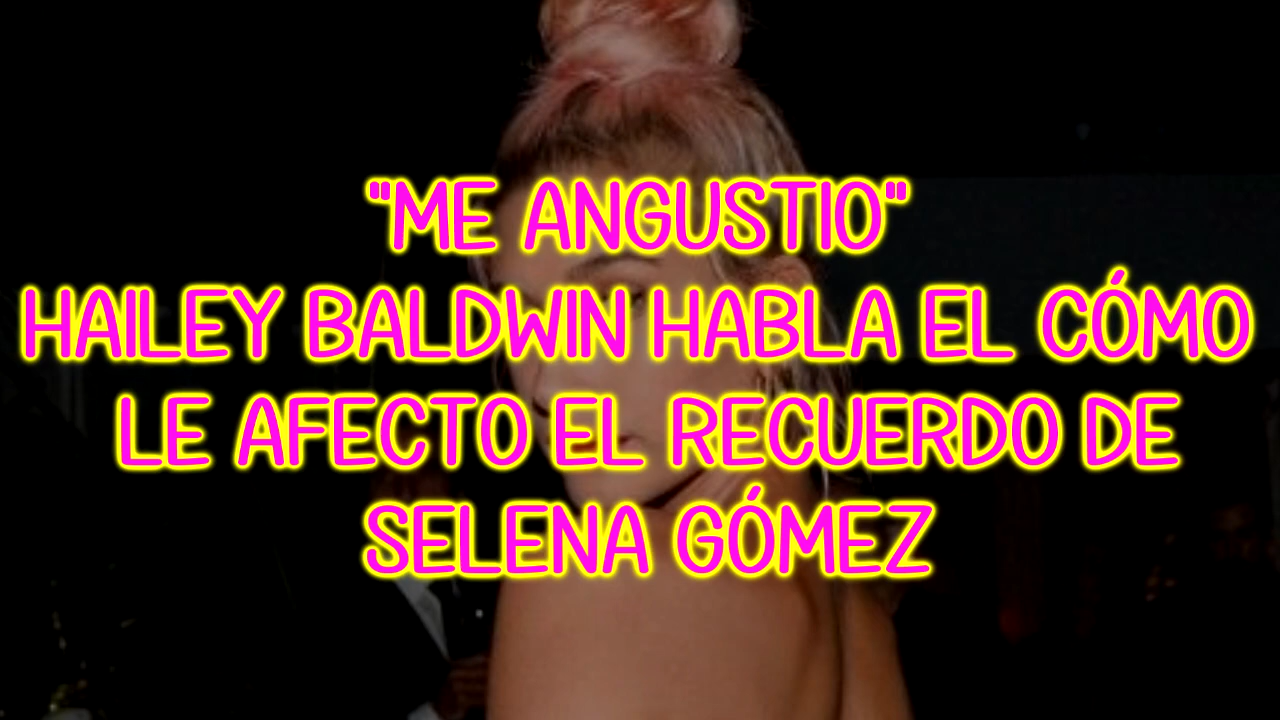 "ME ANGUSTIO"
HAILEY BALDWIN HABLA EL CÓMO
LE AFECTO EL RECUERDO DE
SELENA GÓMEZ